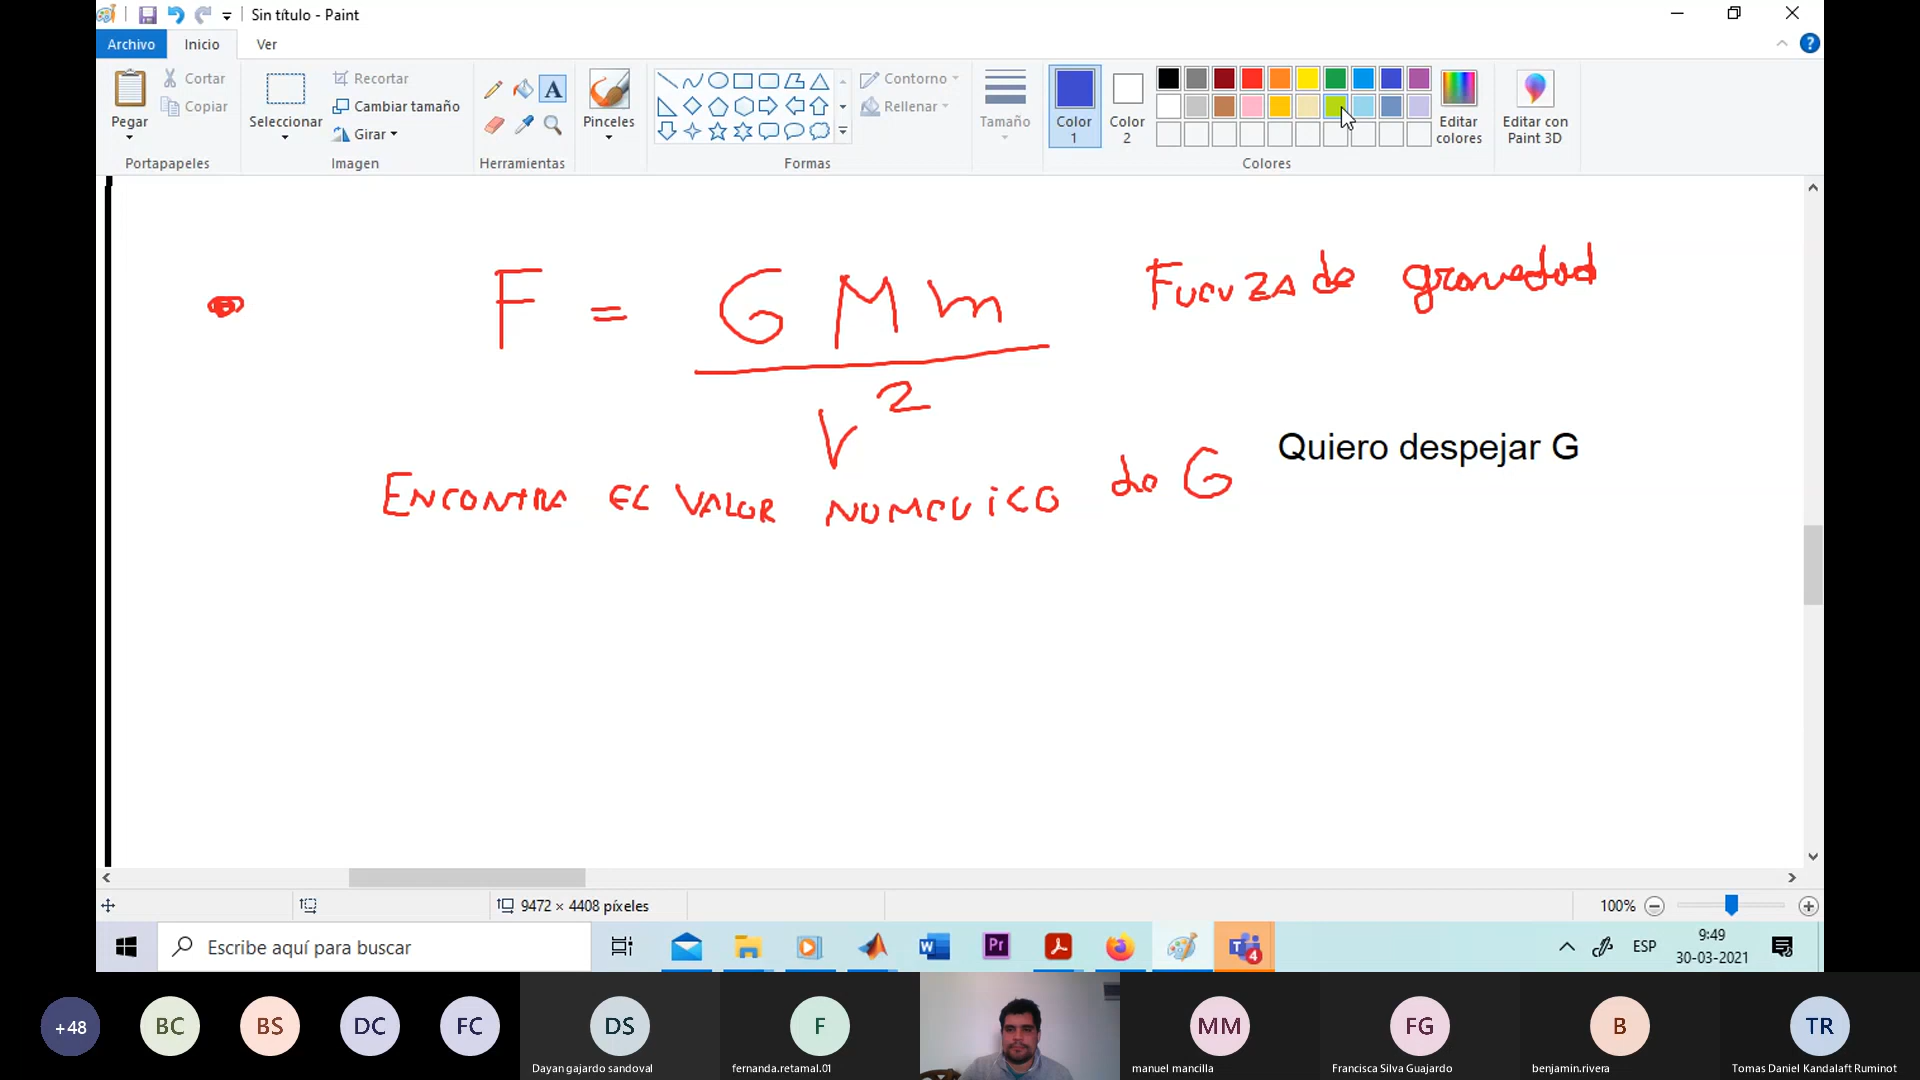 Sin título - Paint
Archivo Inicio Ver
Pegar
Cortar
Copiar
Portapapeles
Seleccionar
Recortar
Cambiar tamaño
Girar
Imagen
A
Herramientas
Pinceles
Contorno
Rellenar
Formas
Tamaño
Color 1
Color 2
Colores
Editar colores
Editar con Paint 3D
F = G M m
r 2
Fuerza de gravedad
Quiero despejar G
ENCONTRA EL VALOR NUMERICO de G
9472 × 4408 píxeles
100%
Escribe aquí para buscar
W Pr 4
ESP
9:49
30-03-2021
+48 BC BS DC FC DS F MM FG B TR
Dayan gajardo sandoval fernanda.retamal.01 manuel mancilla Francisca Silva Guajardo benjamin.rivera Tomas Daniel Kandalaft Ruminot